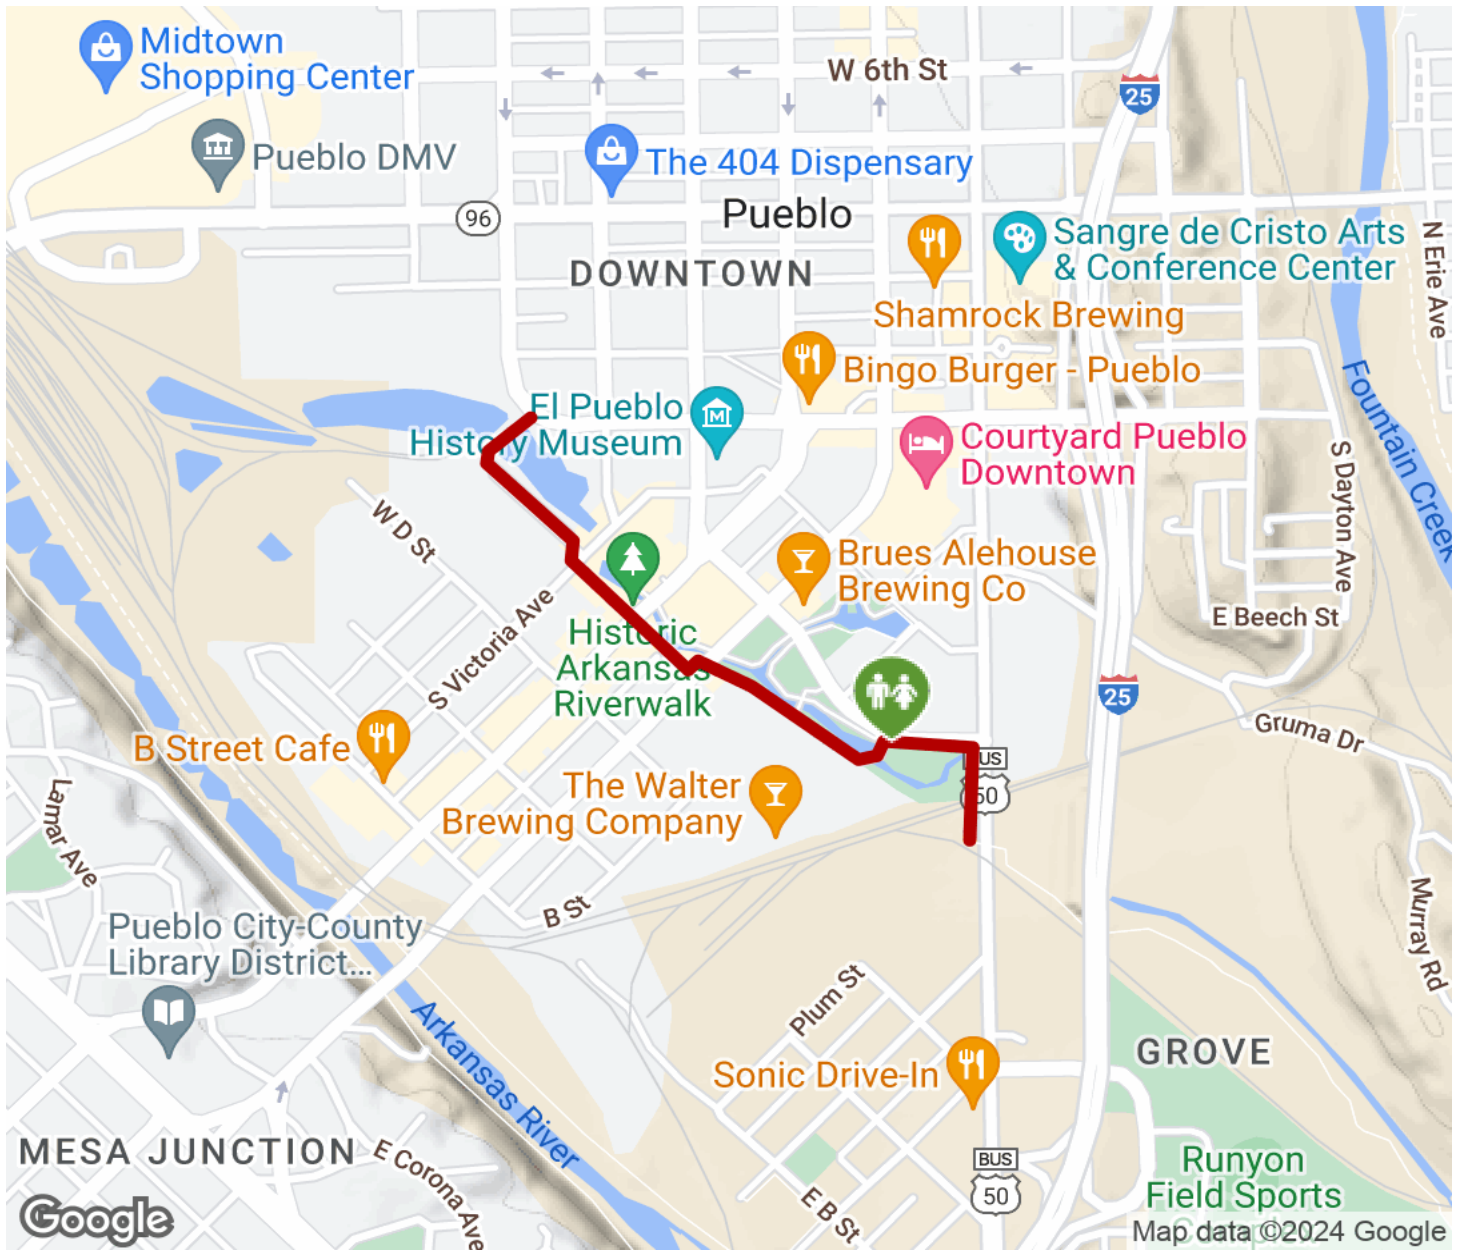 Midtown
Shopping Center
W 6th St
25
Pueblo DMV
The 404 Dispensary
96
Pueblo
Sangre de Cristo Arts
& Conference Center
N Erie Ave
DOWNTOWN
Shamrock Brewing
Bingo Burger - Pueblo
Fountain Creek
El Pueblo
History Museum
Courtyard Pueblo
Downtown
S Dayton Ave
W D St
Brues Alehouse
Brewing Co
E Beech St
S Victoria Ave
Historic
Arkansas
Riverwalk
25
Gruma Dr
B Street Cafe
BUS
50
The Walter
Brewing Company
Lamar Ave
Murray Rd
B St
Pueblo City-County
Library District...
Plum St
Arkansas River
GROVE
Sonic Drive-In
MESA JUNCTION
E Corona Ave
BUS
50
E B St
Runyon
Field Sports
Google
Map data ©2024 Google